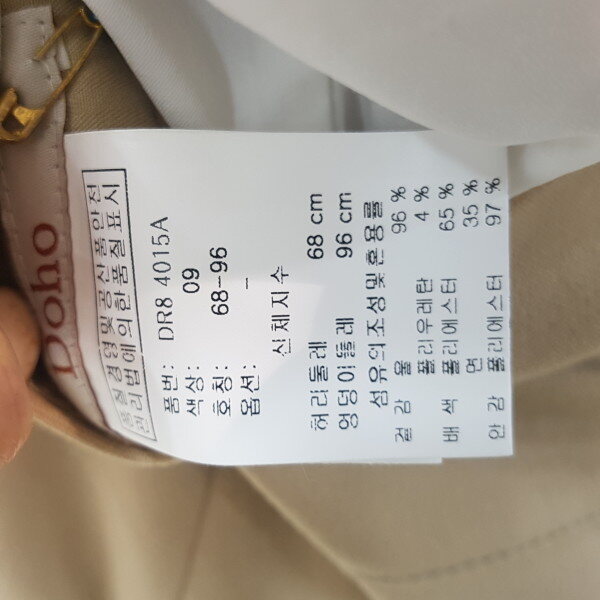 Doho
품질경영및공산품안전
관리법에의한품질표시
품번: DR8 4015A
색상: 09
호칭: 68-96
옵션: -
신체지수
허리둘레 68 cm
엉덩이둘레 96 cm
섬유의조성및혼용률
겉감 울 96 %
폴리우레탄 4 %
배색 폴리에스터 65 %
면 35 %
안감 폴리에스터 97 %